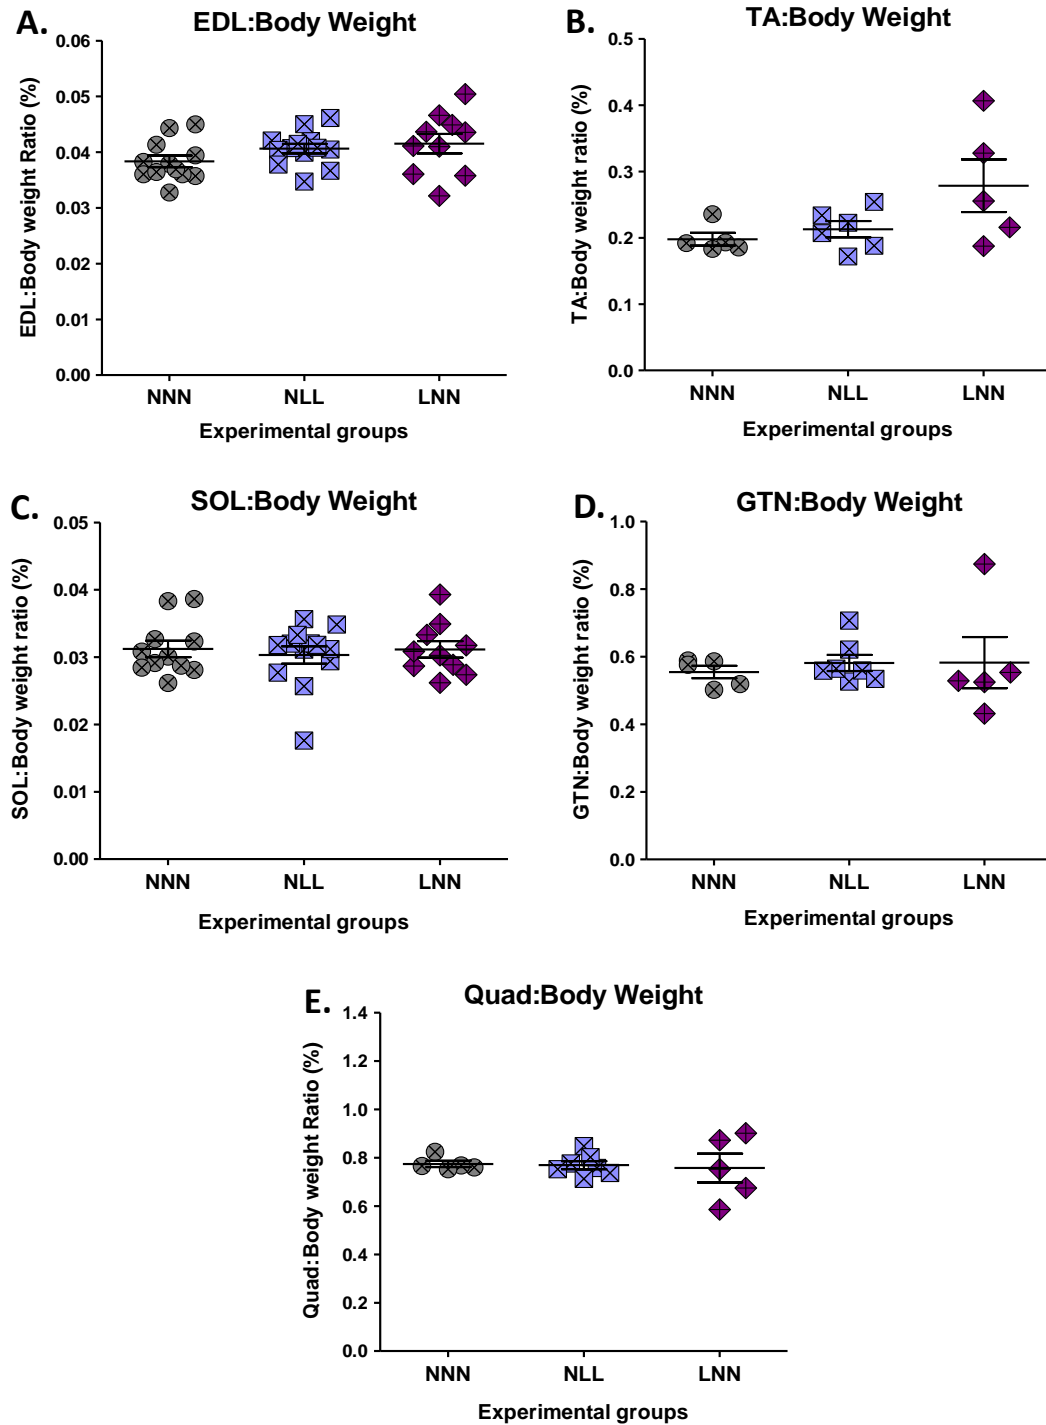 A.
EDL:Body Weight
EDL:Body weight Ratio (%)
0.06
0.05
0.04
0.03
0.02
0.01
0.00
NNN NLL LNN
Experimental groups
B.
TA:Body Weight
TA:Body weight ratio (%)
0.5
0.4
0.3
0.2
0.1
0.0
NNN NLL LNN
Experimental groups
C.
SOL:Body Weight
SOL:Body weight ratio (%)
0.05
0.04
0.03
0.02
0.01
0.00
NNN NLL LNN
Experimental groups
D.
GTN:Body Weight
GTN:Body weight ratio (%)
1.0
0.8
0.6
0.4
0.2
0.0
NNN NLL LNN
Experimental groups
E.
Quad:Body Weight
Quad:Body weight Ratio (%)
1.4
1.2
1.0
0.8
0.6
0.4
0.2
0.0
NNN NLL LNN
Experimental groups